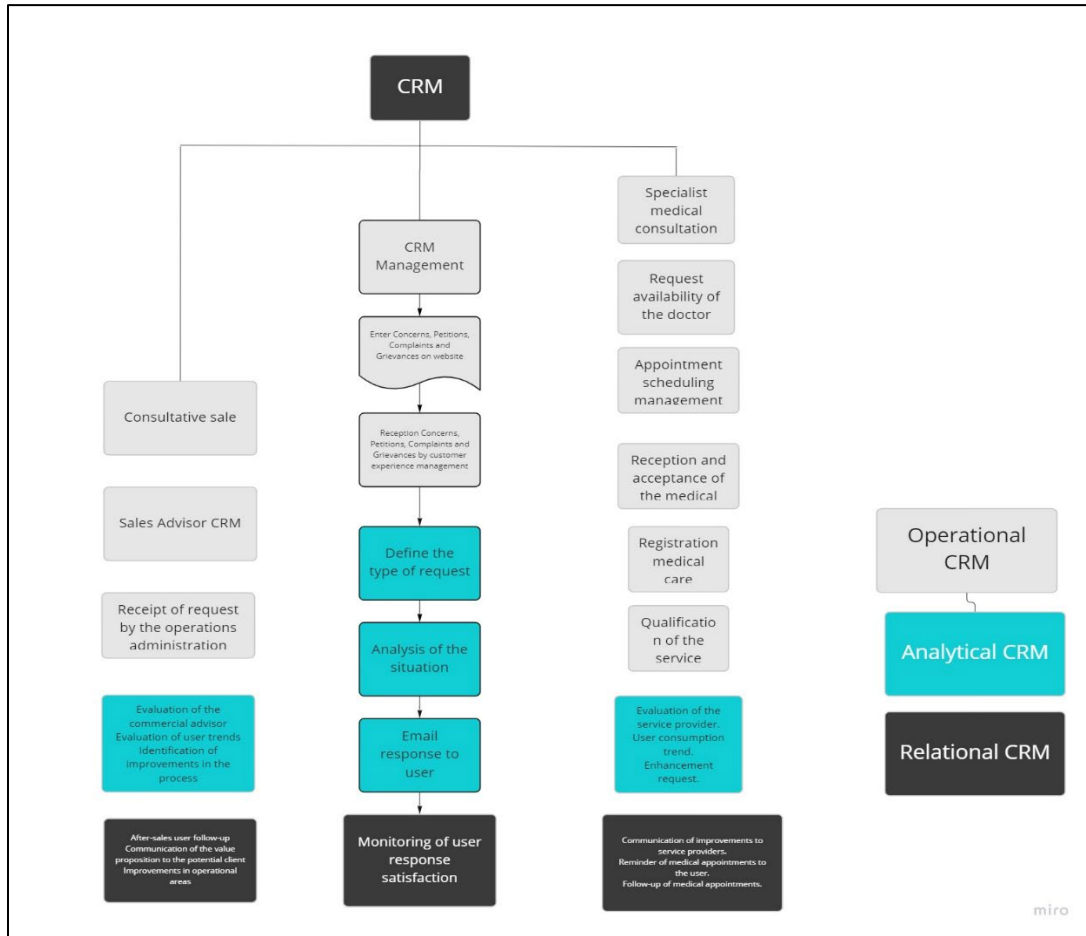 CRM
Consultative sale
Sales Advisor CRM
Receipt of request
by the operations
administration
Evaluation of the
commercial advisor
Evaluation of user trends
Identification of
improvements in the
process
After-sales user follow-up
Communication of the value
proposition to the potential client
Improvements in operational
areas
CRM
Management
Enter Concerns, Petitions,
Complaints and
Grievances on website
Reception Concerns,
Petitions, Complaints and
Grievances by customer
experience management
Define the
type of request
Analysis of the
situation
Email
response to
user
Monitoring of user
response
satisfaction
Specialist
medical
consultation
Request
availability of
the doctor
Appointment
scheduling
management
Reception and
acceptance of
the medical
Registration
medical
care
Qualificatio
n of the
service
Evaluation of the
service provider.
User consumption
trend.
Enhancement
request.
Communication of improvements to
service providers.
Reminder of medical appointments to
the user.
Follow-up of medical appointments.
Operational
CRM
Analytical CRM
Relational CRM
miro